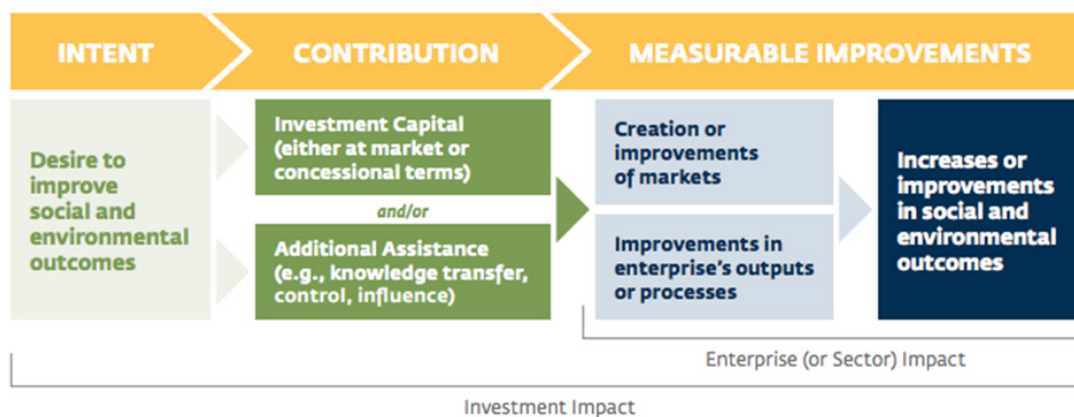 INTENT
CONTRIBUTION
MEASURABLE IMPROVEMENTS
Desire to
improve
social and
environmental
outcomes
Investment Capital
(either at market or
concessional terms)
and/or
Additional Assistance
(e.g., knowledge transfer,
control, influence)
Creation or
improvements
of markets
Improvements in
enterprise's outputs
or processes
Increases or
improvements
in social and
environmental
outcomes
Enterprise (or Sector) Impact
Investment Impact